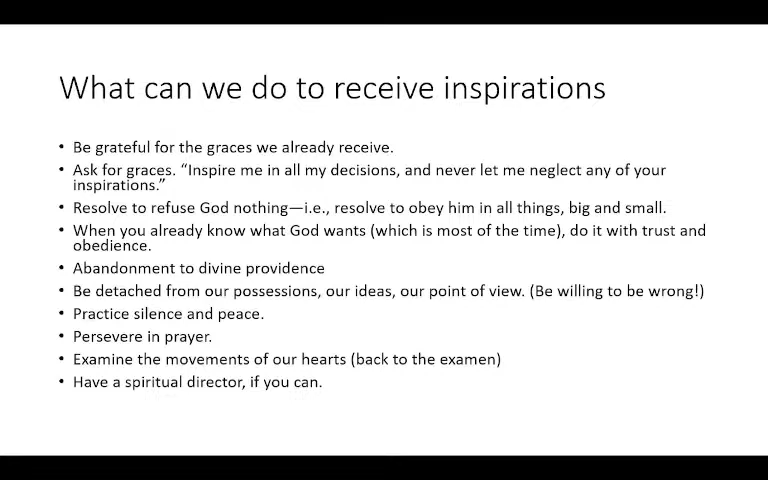 What can we do to receive inspirations
• Be grateful for the graces we already receive.
• Ask for graces. “Inspire me in all my decisions, and never let me neglect any of your
inspirations.”
• Resolve to refuse God nothing—i.e., resolve to obey him in all things, big and small.
• When you already know what God wants (which is most of the time), do it with trust and
obedience.
• Abandonment to divine providence
• Be detached from our possessions, our ideas, our point of view. (Be willing to be wrong!)
• Practice silence and peace.
• Persevere in prayer.
• Examine the movements of our hearts (back to the examen)
• Have a spiritual director, if you can.